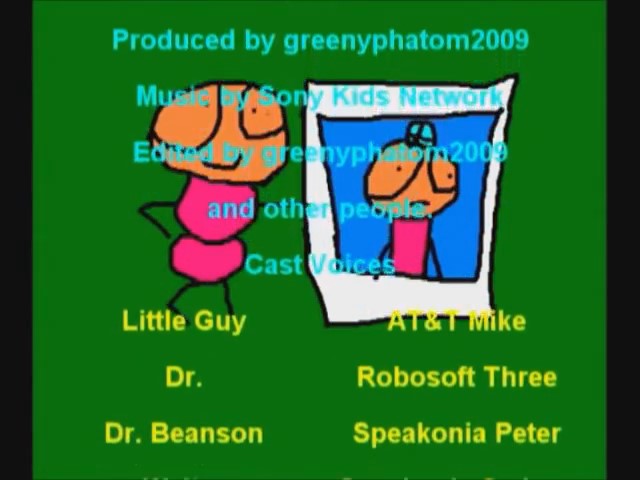 Produced by greenyphatom2009
Music by Sony Kids Network
Edited by greenyphatom2009
and other people.
Cast Voices
Little Guy AT&T Mike
Dr. Robosoft Three
Dr. Beanson Speakonia Peter